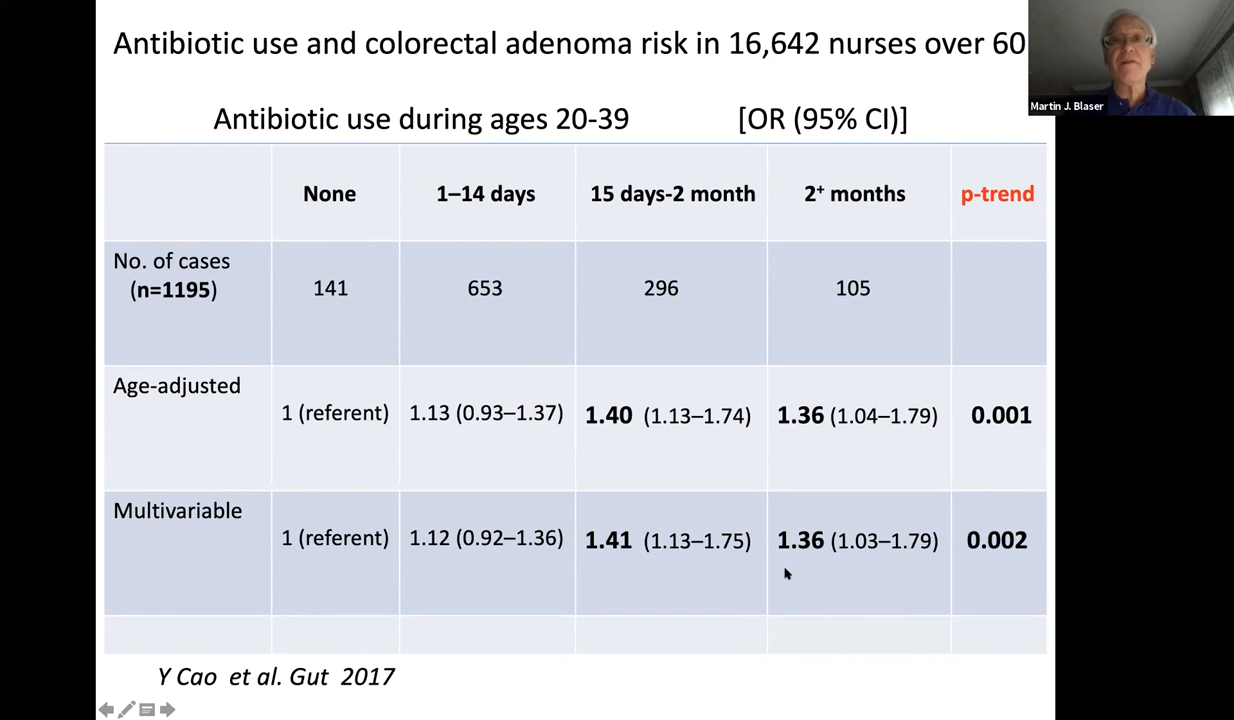 Antibiotic use and colorectal adenoma risk in 16,642 nurses over 60
Martin J. Blaser
Antibiotic use during ages 20-39 [OR (95% CI)]
None 1–14 days 15 days-2 month 2⁺ months p-trend
No. of cases
(n=1195) 141 653 296 105
Age-adjusted
1 (referent) 1.13 (0.93–1.37) 1.40 (1.13–1.74) 1.36 (1.04–1.79) 0.001
Multivariable
1 (referent) 1.12 (0.92–1.36) 1.41 (1.13–1.75) 1.36 (1.03–1.79) 0.002
Y Cao et al. Gut 2017